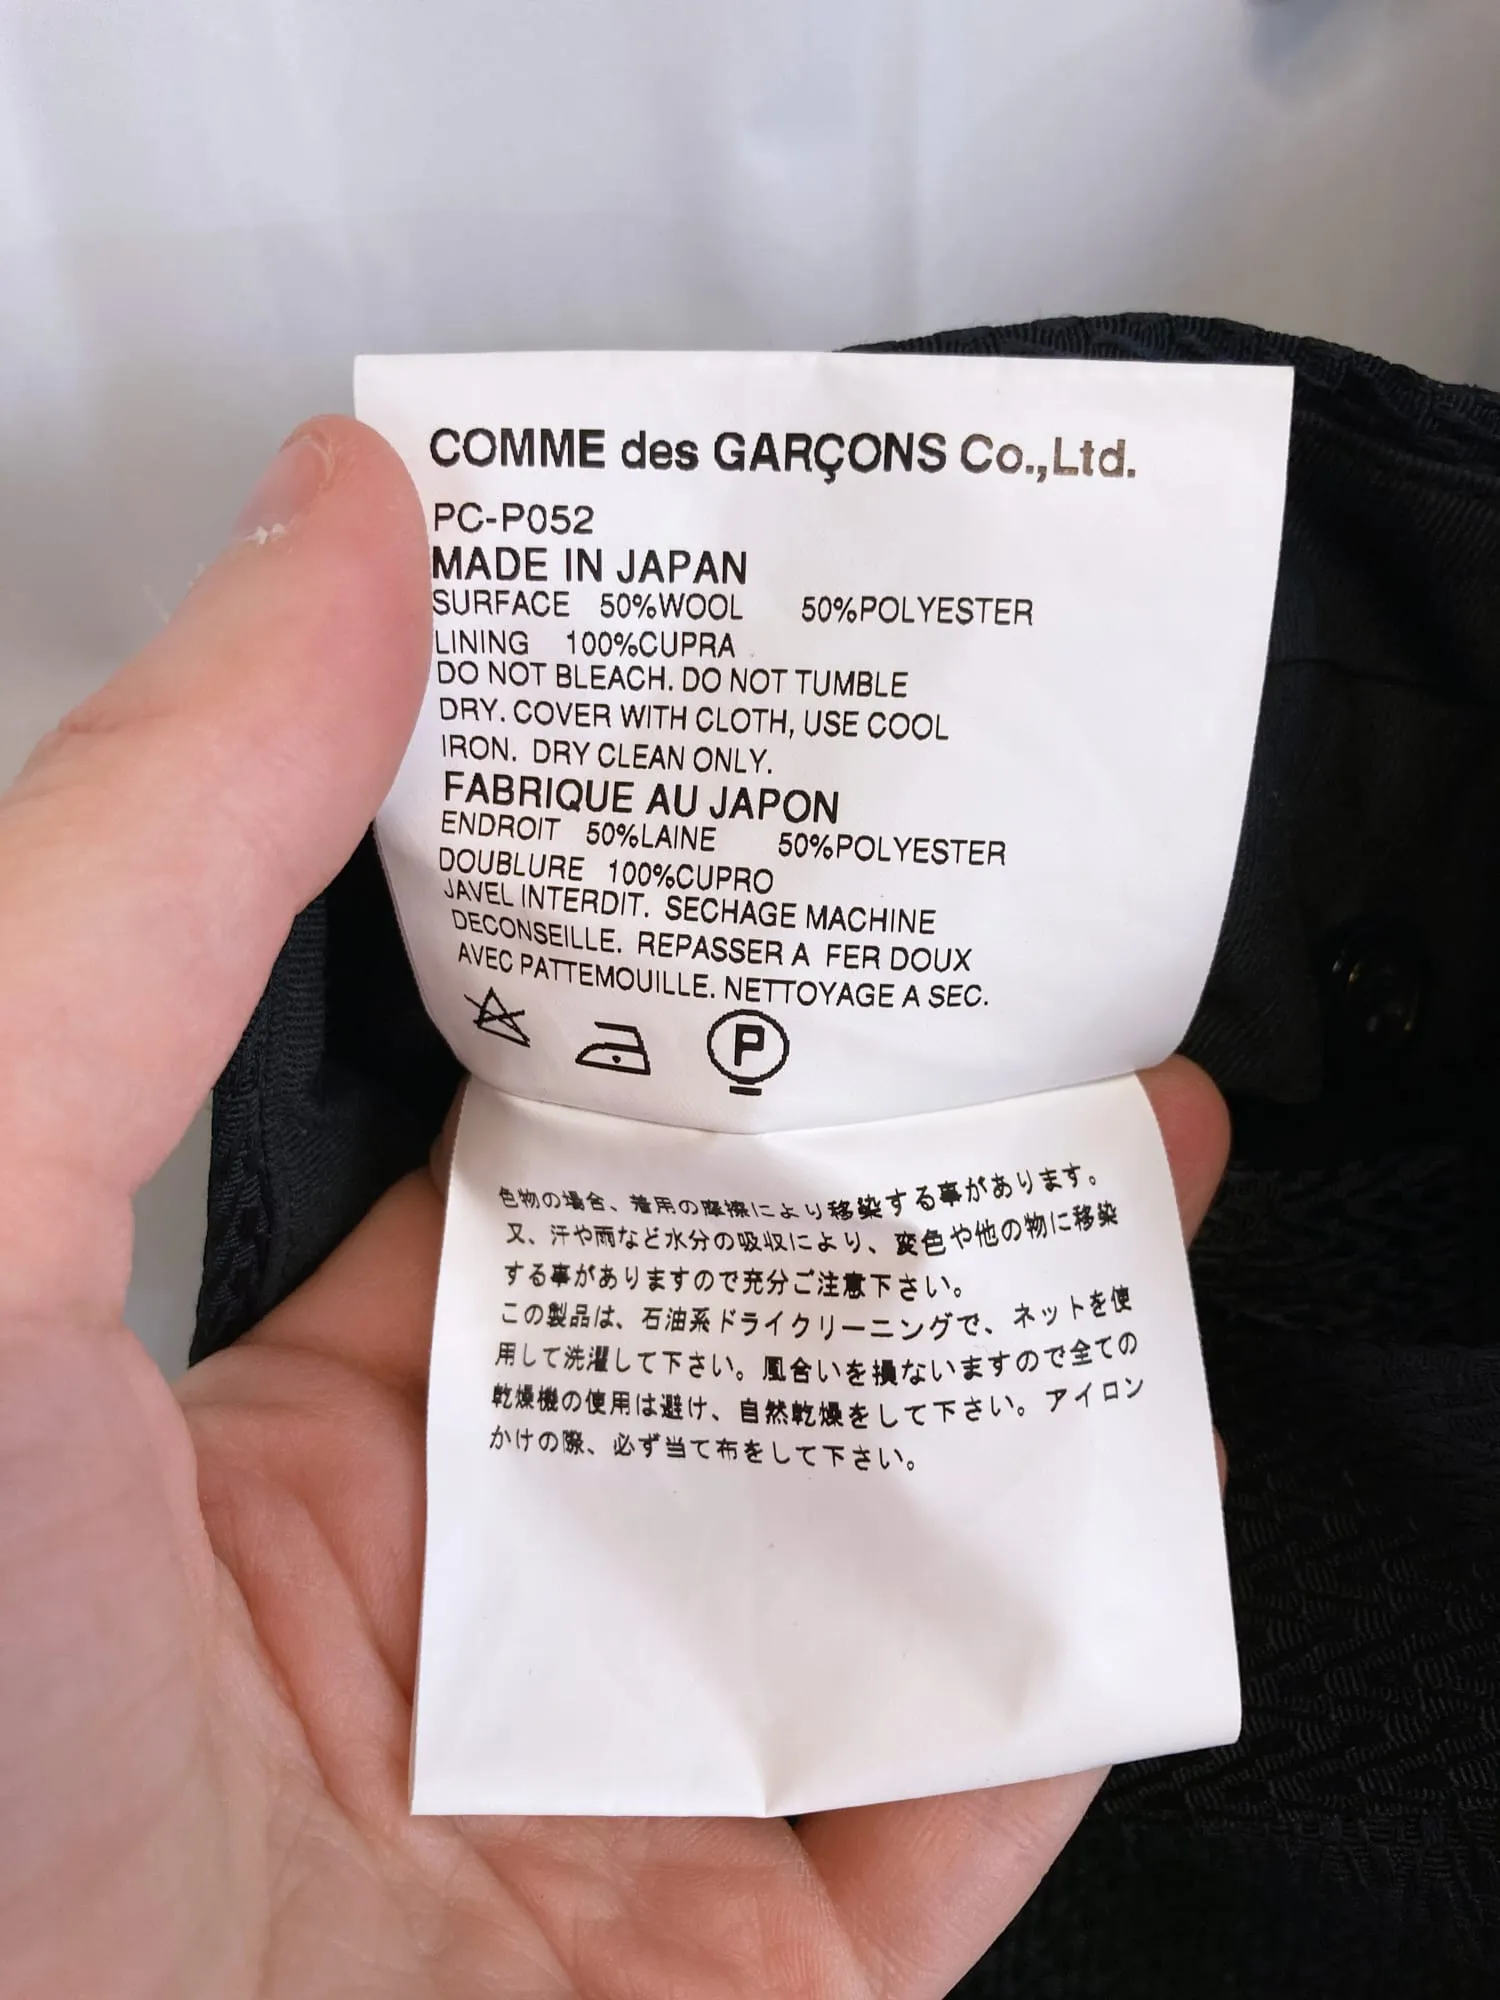 COMME des GARÇONS Co.,Ltd.
PC-P052
MADE IN JAPAN
SURFACE 50%WOOL 50%POLYESTER
LINING 100%CUPRA
DO NOT BLEACH. DO NOT TUMBLE
DRY. COVER WITH CLOTH, USE COOL
IRON. DRY CLEAN ONLY.
FABRIQUE AU JAPON
ENDROIT 50%LAINE 50%POLYESTER
DOUBLURE 100%CUPRO
JAVEL INTERDIT. SECHAGE MACHINE
DECONSEILLE. REPASSER A FER DOUX
AVEC PATTEMOUILLE. NETTOYAGE A SEC.
P
色物の場合、着用の摩擦により移染する事があります。
又、汗や雨など水分の吸収により、変色や他の物に移染
する事がありますので充分ご注意下さい。
この製品は、石油系ドライクリーニングで、ネットを使
用して洗濯して下さい。風合いを損ないますので全ての
乾燥機の使用は避け、自然乾燥をして下さい。アイロン
かけの際、必ず当て布をして下さい。